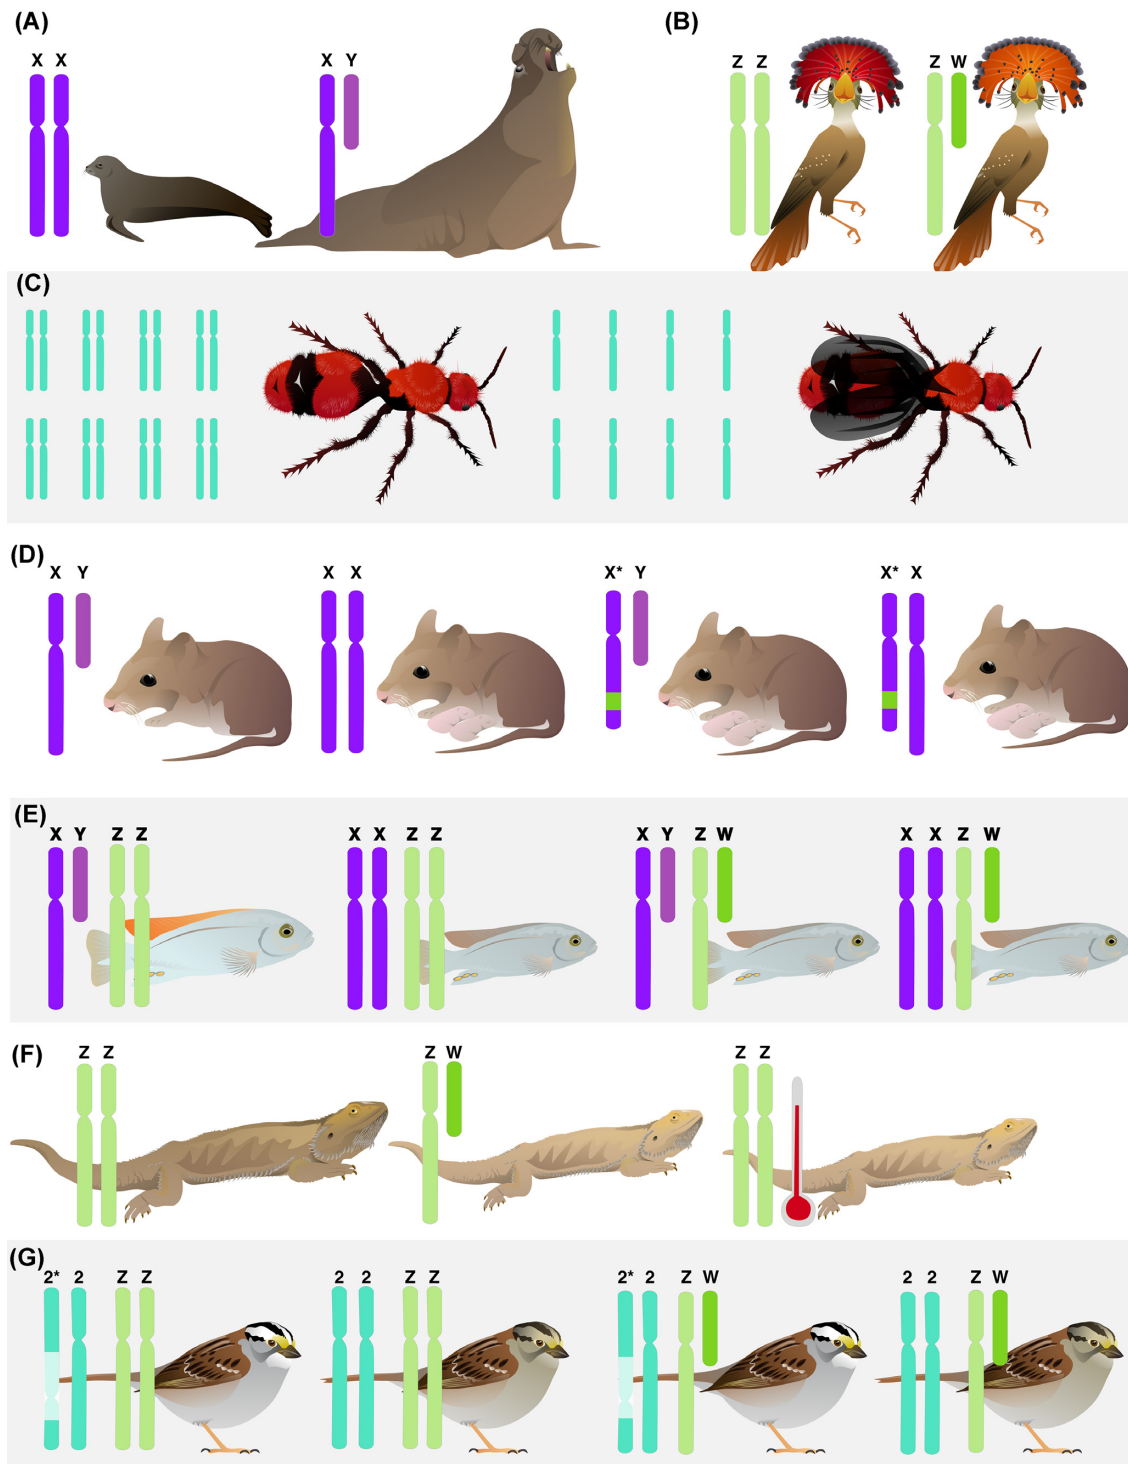 (A)
X X
X Y
(B)
Z Z
Z W
(C)
(D)
X Y
X X
X* Y
X* X
(E)
X Y Z Z
X X Z Z
X Y Z W
X X Z W
(F)
Z Z
Z W
Z Z
(G)
2* 2 Z Z
2 2 Z Z
2* 2 Z W
2 2 Z W